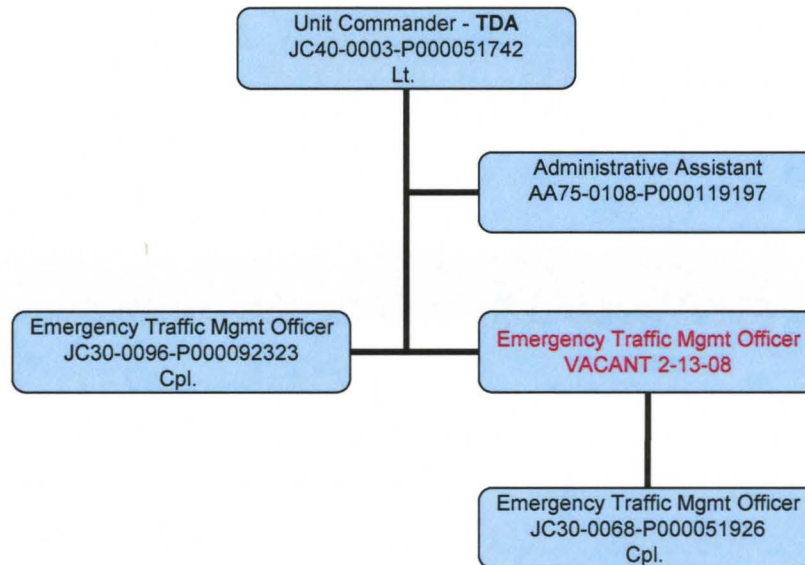 Unit Commander - TDA
JC40-0003-P000051742
Lt.
Administrative Assistant
AA75-0108-P000119197
Emergency Traffic Mgmt Officer
JC30-0096-P000092323
Cpl.
Emergency Traffic Mgmt Officer
VACANT 2-13-08
Emergency Traffic Mgmt Officer
JC30-0068-P000051926
Cpl.